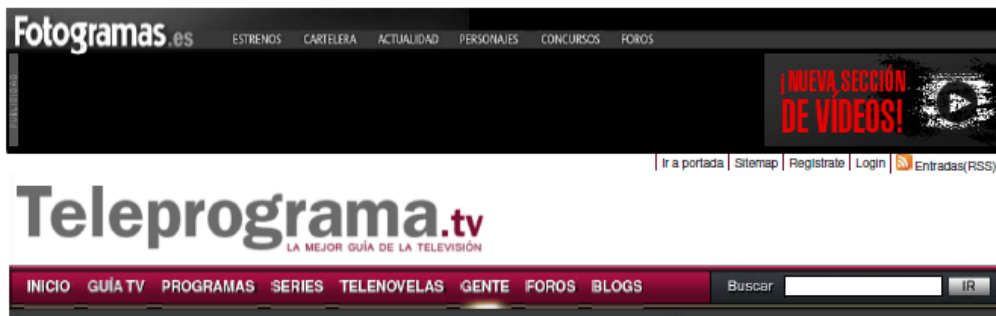 Fotogramas.es ESTRENOS CARTELERA ACTUALIDAD PERSONAJES CONCURSOS FOROS
PUBLICIDAD
¡NUEVA SECCIÓN
DE VÍDEOS!
Ir a portada Sitemap Registrate Login Entradas(RSS)
Teleprograma.tv
LA MEJOR GUÍA DE LA TELEVISIÓN
INICIO GUÍA TV PROGRAMAS SERIES TELENOVELAS GENTE FOROS BLOGS Buscar IR